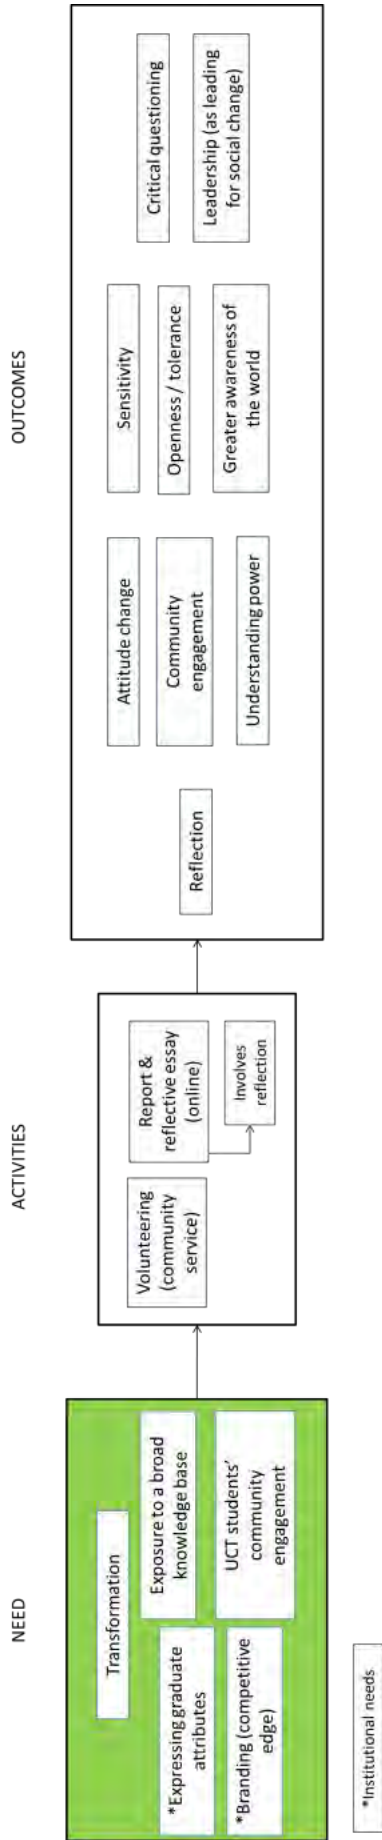 NEED
Transformation
*Expressing graduate
attributes
Exposure to a broad
knowledge base
*Branding (competitive
edge)
UCT students'
community
engagement
*Institutional needs
ACTIVITIES
Volunteering
(community
service)
Report &
reflective essay
(online)
Involves
reflection
OUTCOMES
Reflection
Attitude change
Community
engagement
Understanding power
Sensitivity
Openness / tolerance
Greater awareness of
the world
Critical questioning
Leadership (as leading
for social change)